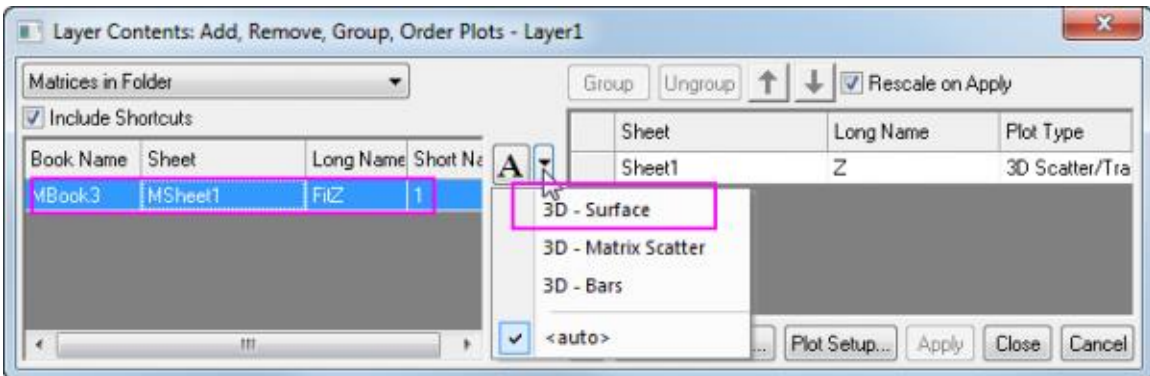 Layer Contents: Add, Remove, Group, Order Plots - Layer1
Matrices in Folder
Group Ungroup Rescale on Apply
Include Shortcuts
Book Name Sheet Long Name Short Na
MBook3 MSheet1 FitZ 1
A
Sheet Long Name Plot Type
Sheet1 Z 3D Scatter/Tra
3D - Surface
3D - Matrix Scatter
3D - Bars
<auto>
... Plot Setup... Apply Close Cancel